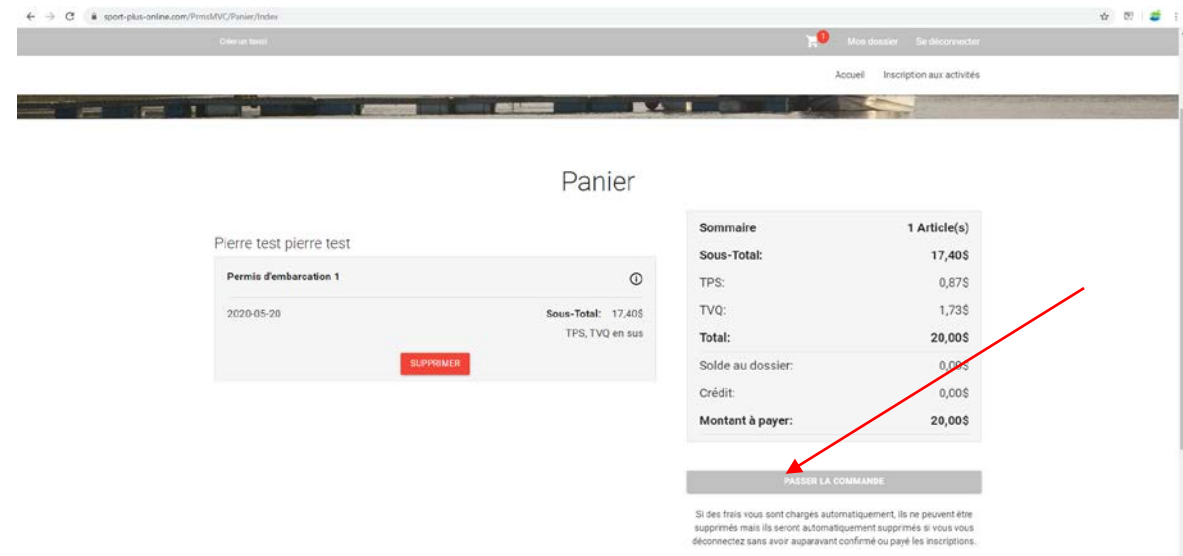 sport-plus-online.com/PrmsMVC/Panier/Index
1 Mon dossier Se déconnecter
Accueil Inscription aux activités
Panier
Pierre test pierre test
Permis d'embarcation 1
2020-05-20 Sous-Total: 17,40$
TPS, TVQ en sus
SUPPRIMER
Sommaire 1 Article(s)
Sous-Total: 17,40$
TPS: 0,87$
TVQ: 1,73$
Total: 20,00$
Solde au dossier: 0,00$
Crédit: 0,00$
Montant à payer: 20,00$
PASSER LA COMMANDE
Si des frais vous sont chargés automatiquement, ils ne peuvent être
supprimés mais ils seront automatiquement supprimés si vous vous
déconnectez sans avoir auparavant confirmé ou payé les inscriptions.